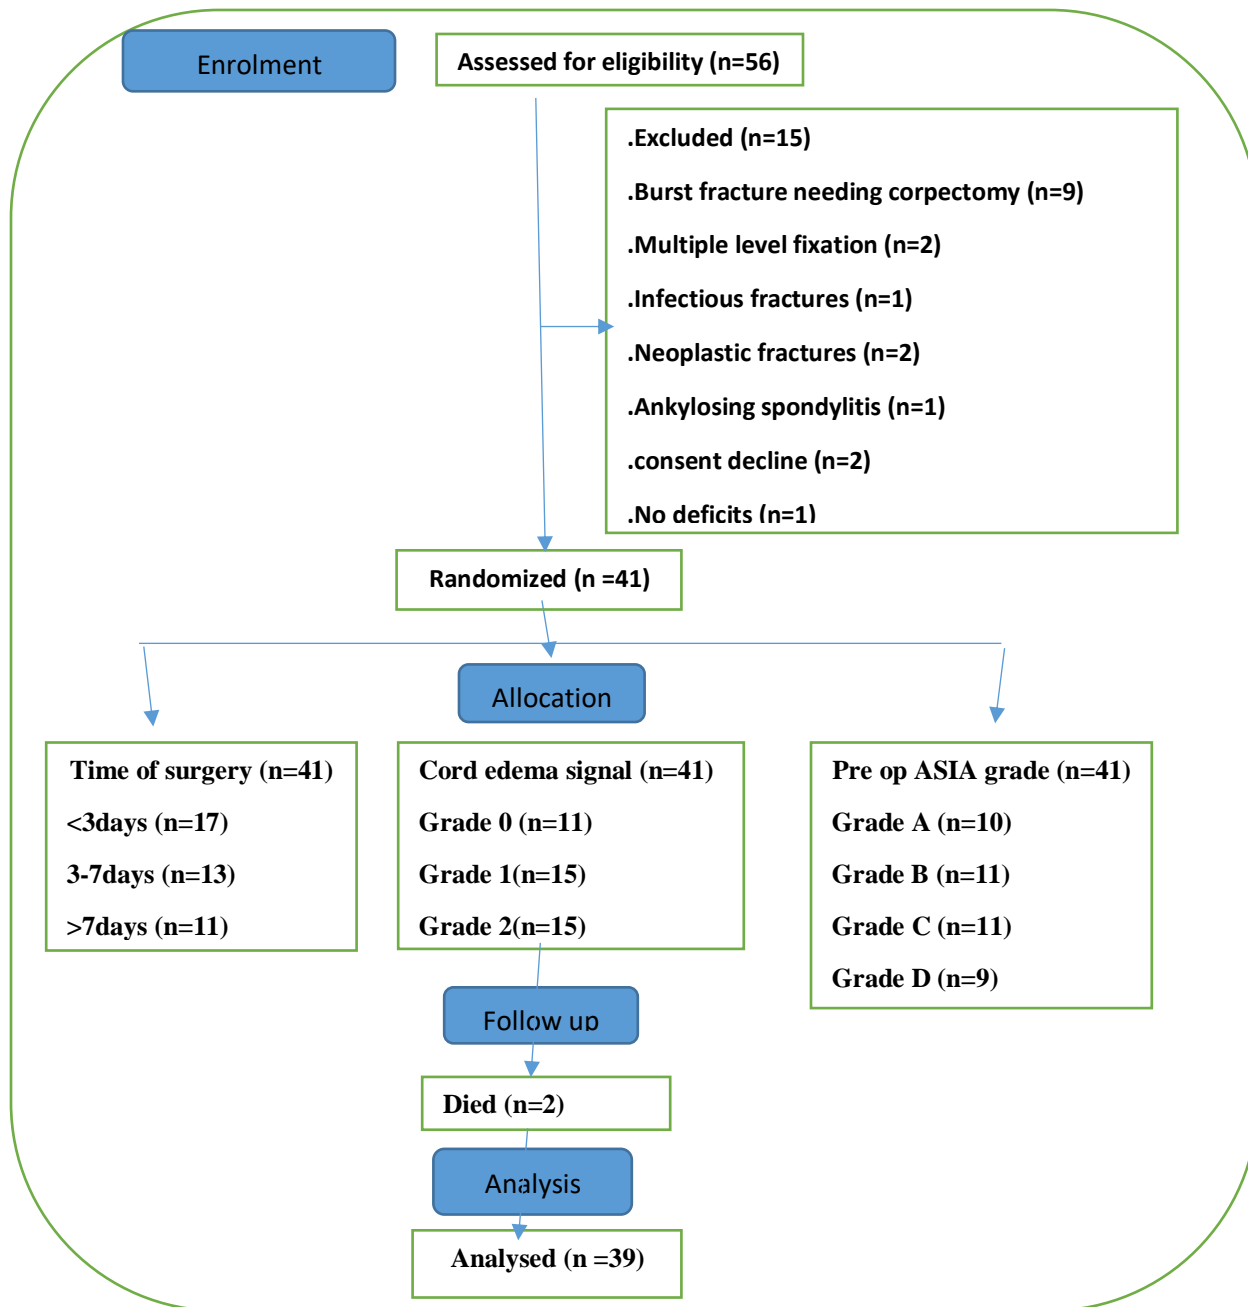 Enrolment
Assessed for eligibility (n=56)
.Excluded (n=15)
.Burst fracture needing corpectomy (n=9)
.Multiple level fixation (n=2)
.Infectious fractures (n=1)
.Neoplastic fractures (n=2)
.Ankylosing spondylitis (n=1)
.consent decline (n=2)
.No deficits (n=1)
Randomized (n =41)
Allocation
Time of surgery (n=41)
<3days (n=17)
3-7days (n=13)
>7days (n=11)
Cord edema signal (n=41)
Grade 0 (n=11)
Grade 1(n=15)
Grade 2(n=15)
Pre op ASIA grade (n=41)
Grade A (n=10)
Grade B (n=11)
Grade C (n=11)
Grade D (n=9)
Follow up
Died (n=2)
Analysis
Analysed (n =39)